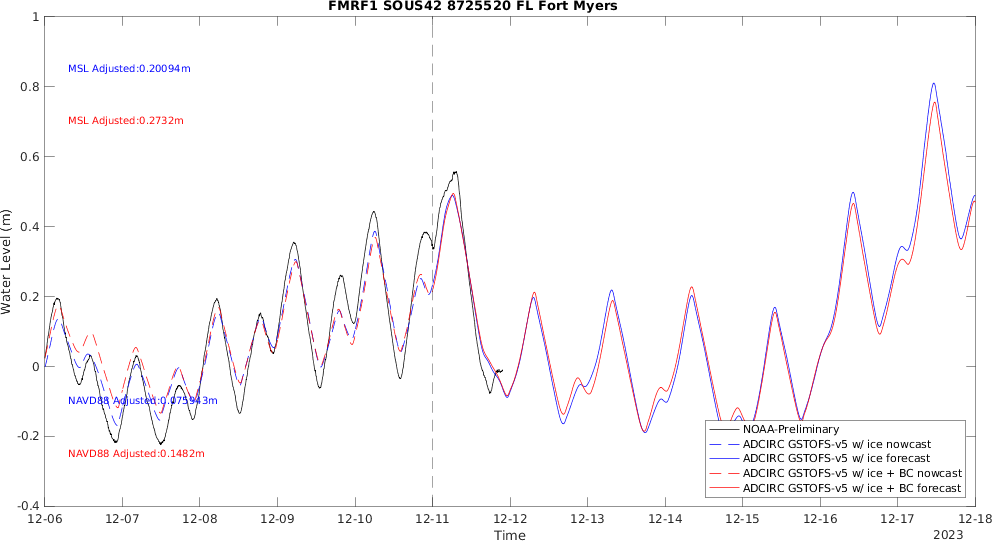 FMRF1 SOUS42 8725520 FL Fort Myers
1
0.8
0.6
0.4
0.2
0
-0.2
-0.4
Water Level (m)
MSL Adjusted:0.20094m
MSL Adjusted:0.2732m
NAVD88 Adjusted:0.075943m
NAVD88 Adjusted:0.1482m
NOAA-Preliminary
ADCIRC GSTOFS-v5 w/ ice nowcast
ADCIRC GSTOFS-v5 w/ ice forecast
ADCIRC GSTOFS-v5 w/ ice + BC nowcast
ADCIRC GSTOFS-v5 w/ ice + BC forecast
12-06 12-07 12-08 12-09 12-10 12-11 12-12 12-13 12-14 12-15 12-16 12-17 12-18
Time
2023